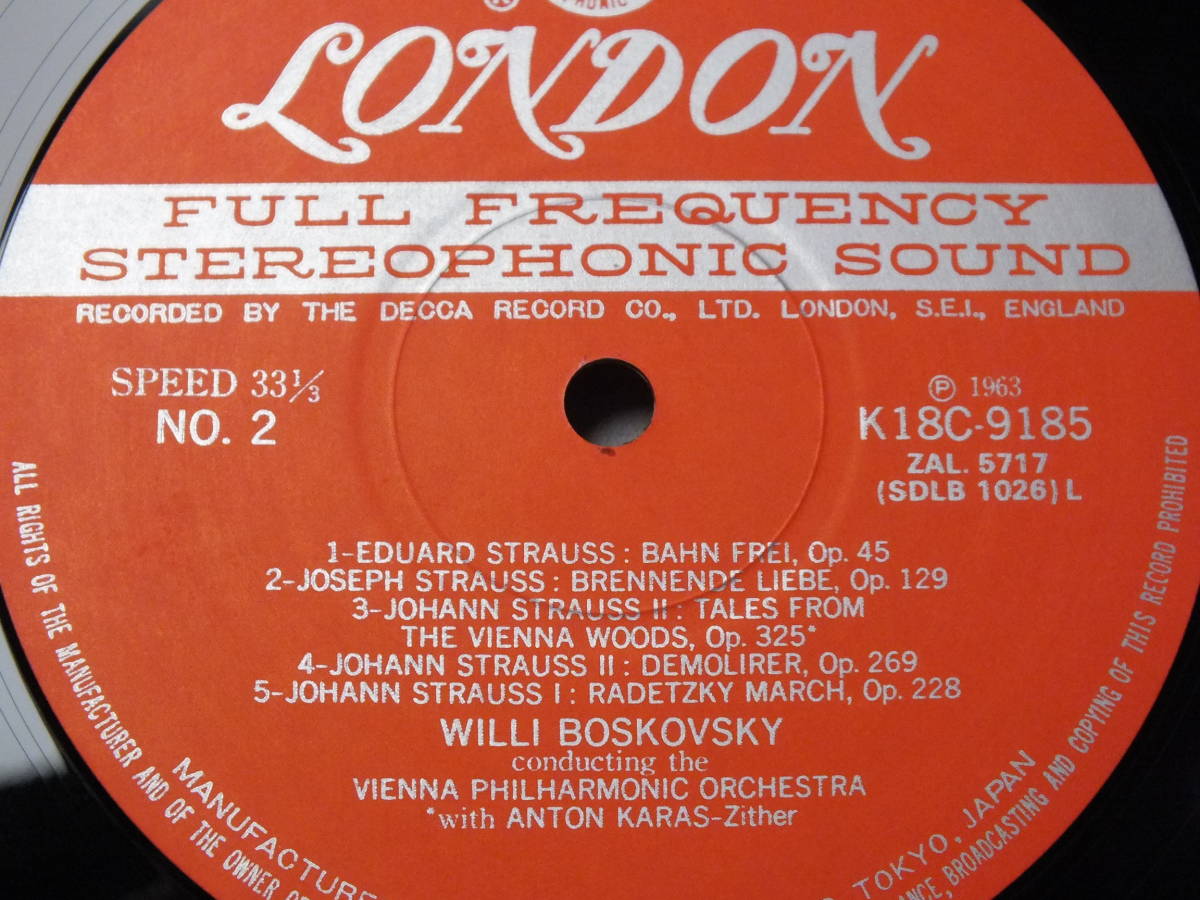 PHONIC
®
LONDON
FULL FREQUENCY
STEREOPHONIC SOUND
RECORDED BY THE DECCA RECORD CO., LTD. LONDON, S.E.I., ENGLAND
SPEED 33⅓
NO. 2
Ⓟ 1963
K18C-9185
ZAL. 5717
(SDLB 1026) L
1-EDUARD STRAUSS : BAHN FREI, Op. 45
2-JOSEPH STRAUSS : BRENNENDE LIEBE, Op. 129
3-JOHANN STRAUSS II : TALES FROM
THE VIENNA WOODS, Op. 325*
4-JOHANN STRAUSS II : DEMOLIRER, Op. 269
5-JOHANN STRAUSS I : RADETZKY MARCH, Op. 228
WILLI BOSKOVSKY
conducting the
VIENNA PHILHARMONIC ORCHESTRA
*with ANTON KARAS-Zither
ALL RIGHTS OF THE MANUFACTURER AND OF THE OWNER OF
MANUFACTURE
TOKYO, JAPAN
BROADCASTING AND COPYING OF THIS RECORD PROHIBITED